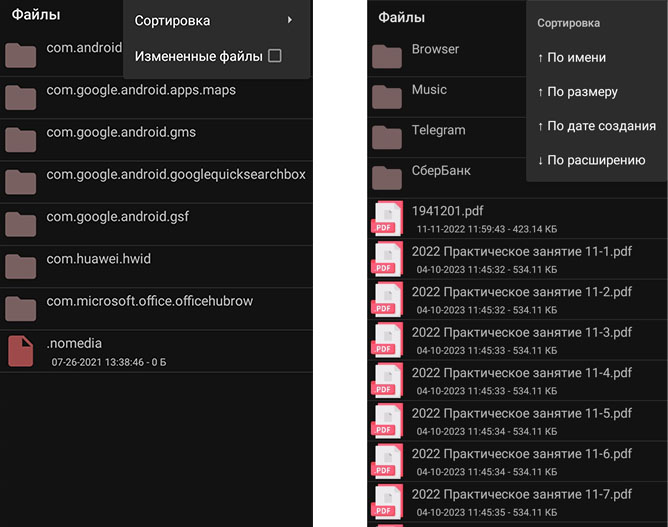 Файлы
Сортировка
Измененные файлы
com.android
com.google.android.apps.maps
com.google.android.gms
com.google.android.googlequicksearchbox
com.google.android.gsf
com.huawei.hwid
com.microsoft.office.officehubrow
.nomedia
07-26-2021 13:38:46 - 0 Б
Файлы
Сортировка
↑ По имени
↑ По размеру
↑ По дате создания
↓ По расширению
Browser
Music
Telegram
СберБанк
1941201.pdf
PDF
11-11-2022 11:59:43 - 423.14 КБ
2022 Практическое занятие 11-1.pdf
PDF
04-10-2023 11:45:32 - 534.11 КБ
2022 Практическое занятие 11-2.pdf
PDF
04-10-2023 11:45:32 - 534.11 КБ
2022 Практическое занятие 11-3.pdf
PDF
04-10-2023 11:45:33 - 534.11 КБ
2022 Практическое занятие 11-4.pdf
PDF
04-10-2023 11:45:33 - 534.11 КБ
2022 Практическое занятие 11-5.pdf
PDF
04-10-2023 11:45:34 - 534.11 КБ
2022 Практическое занятие 11-6.pdf
PDF
04-10-2023 11:45:34 - 534.11 КБ
2022 Практическое занятие 11-7.pdf
PDF
04-10-2023 11:45:35 - 534.11 КБ